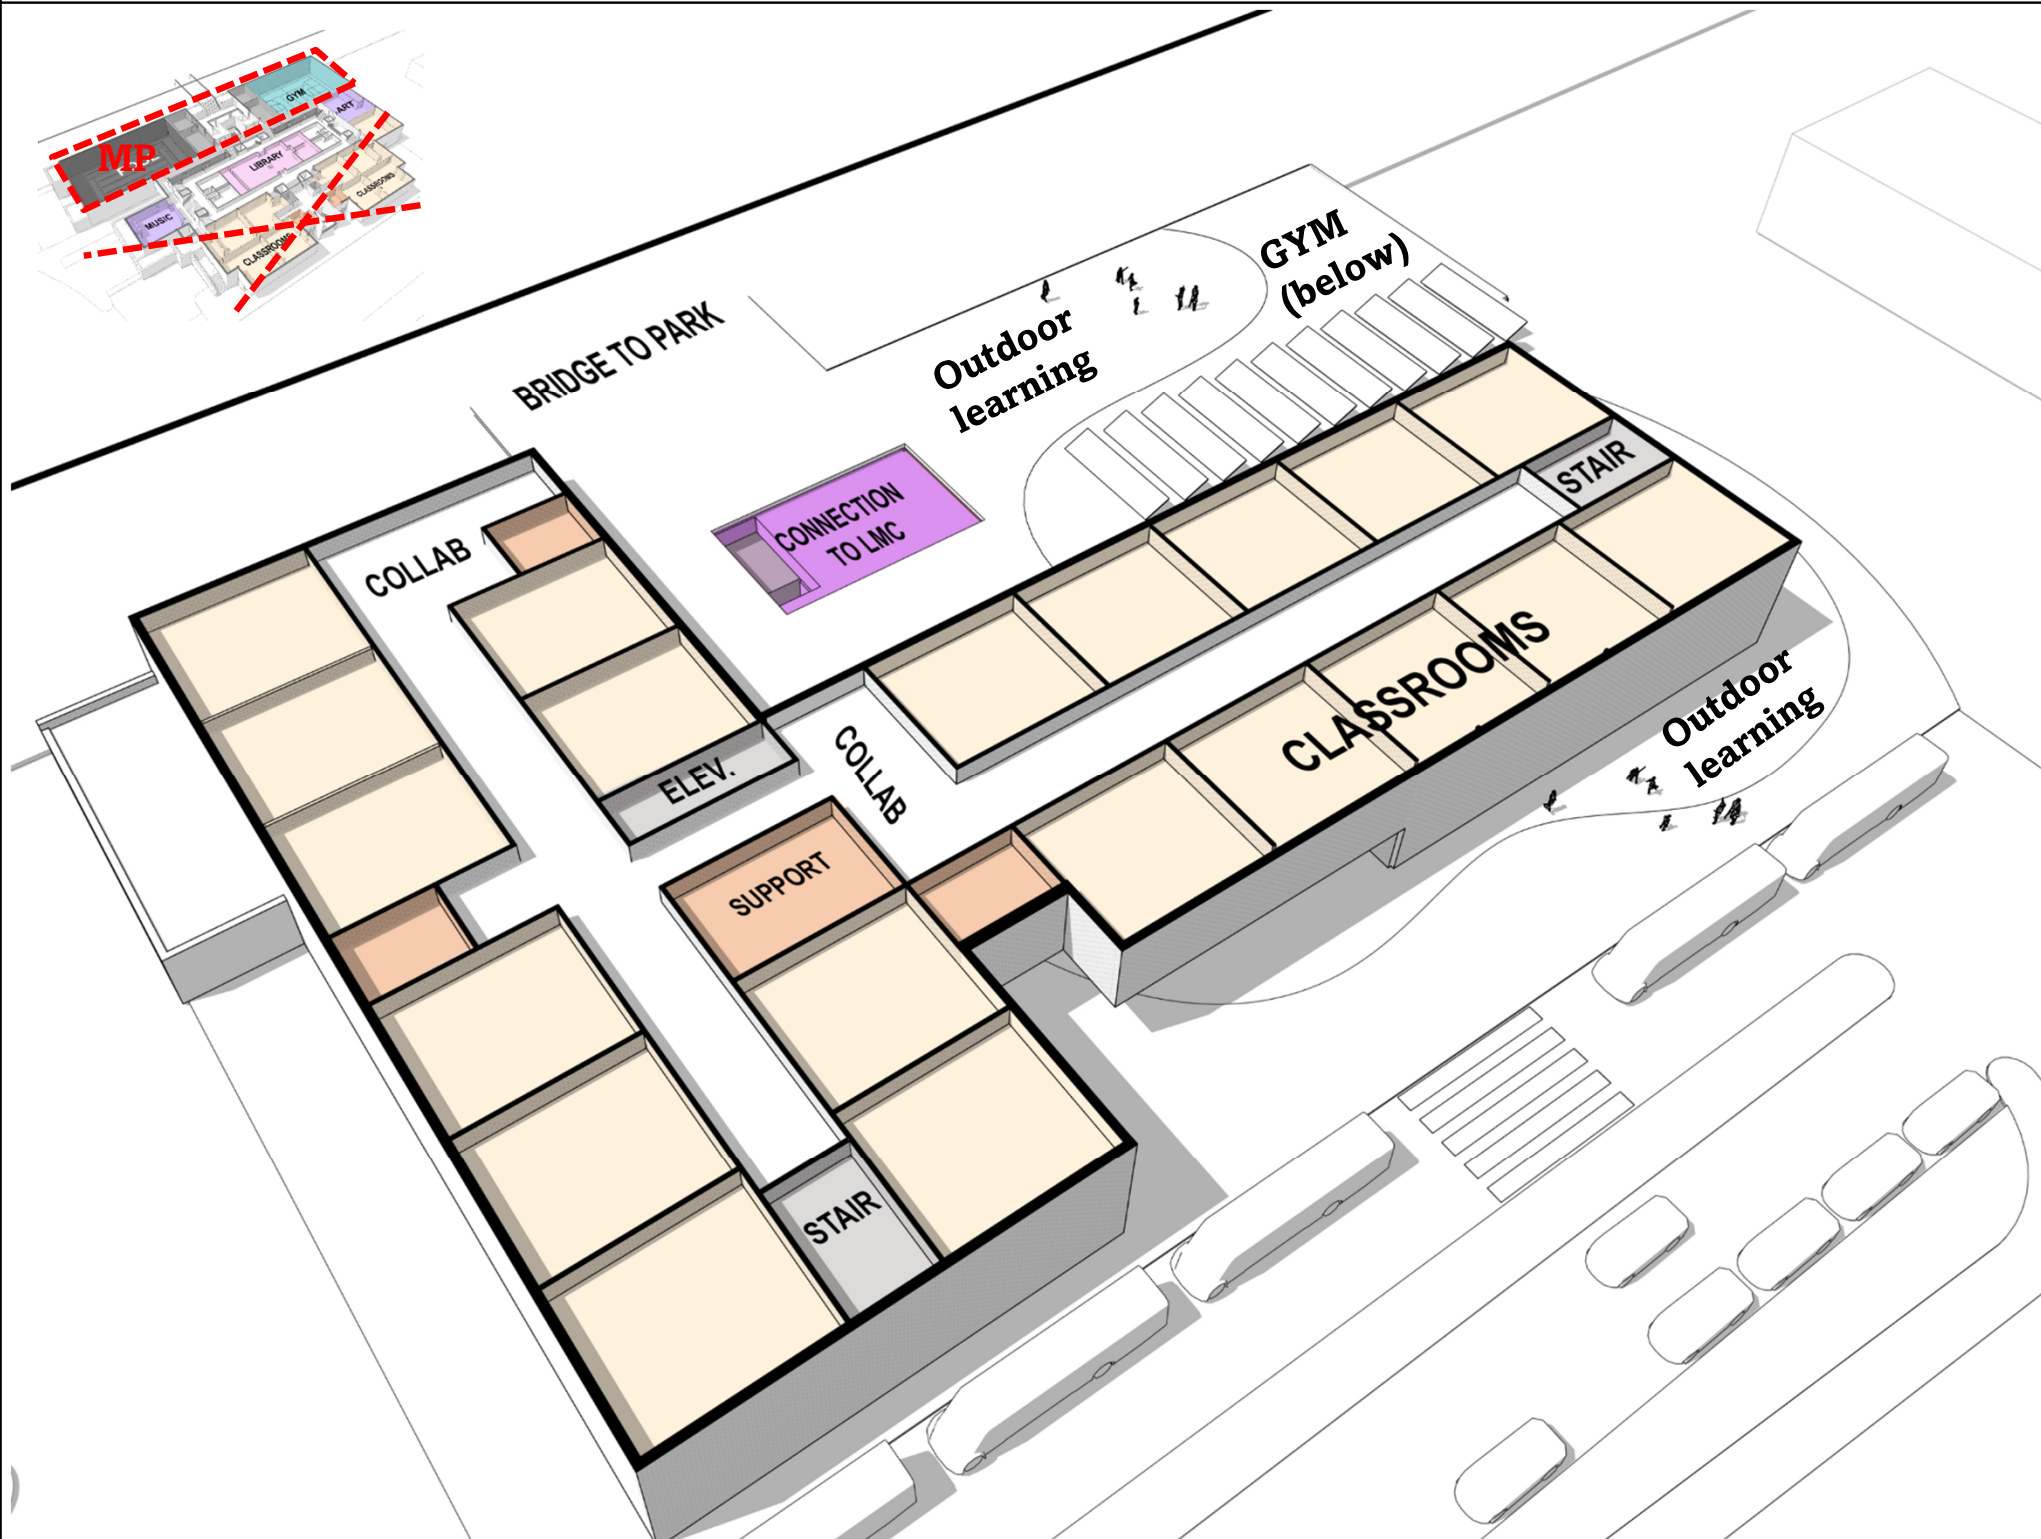 GYM
ART
MP
LIBRARY
CLASSROOMS
MUSIC
CLASSROOMS
GYM
(below)
BRIDGE TO PARK
Outdoor
learning
STAIR
CONNECTION
TO LMC
COLLAB
CLASSROOMS
Outdoor
learning
ELEV.
COLLAB
SUPPORT
STAIR